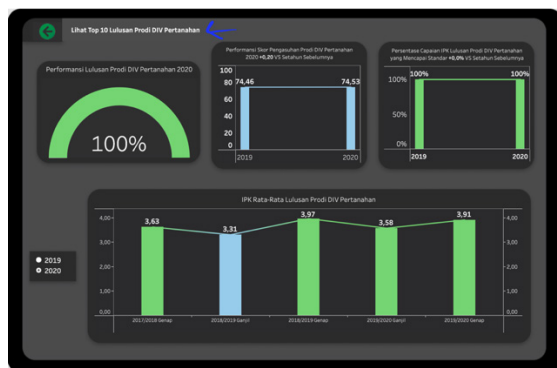 Lihat Top 10 Lulusan Prodi DIV Pertanahan
Performansi Lulusan Prodi DIV Pertanahan 2020
100%
Performansi Skor Pengasuhan Prodi DIV Pertanahan
2020 +0,20 VS Setahun Sebelumnya
100
80
60
40
20
0
74,46
74,53
2019
2020
Persentase Capaian IPK Lulusan Prodi DIV Pertanahan
yang Mencapai Standar +0,0% VS Setahun Sebelumnya
100%
50%
0%
100%
100%
2019
2020
IPK Rata-Rata Lulusan Prodi DIV Pertanahan
4,00
3,00
2,00
1,00
0,00
3,63
3,31
3,97
3,58
3,91
4,00
3,00
2,00
1,00
0,00
2017/2018 Genap
2018/2019 Ganjil
2018/2019 Genap
2019/2020 Ganjil
2019/2020 Genap
2019
2020